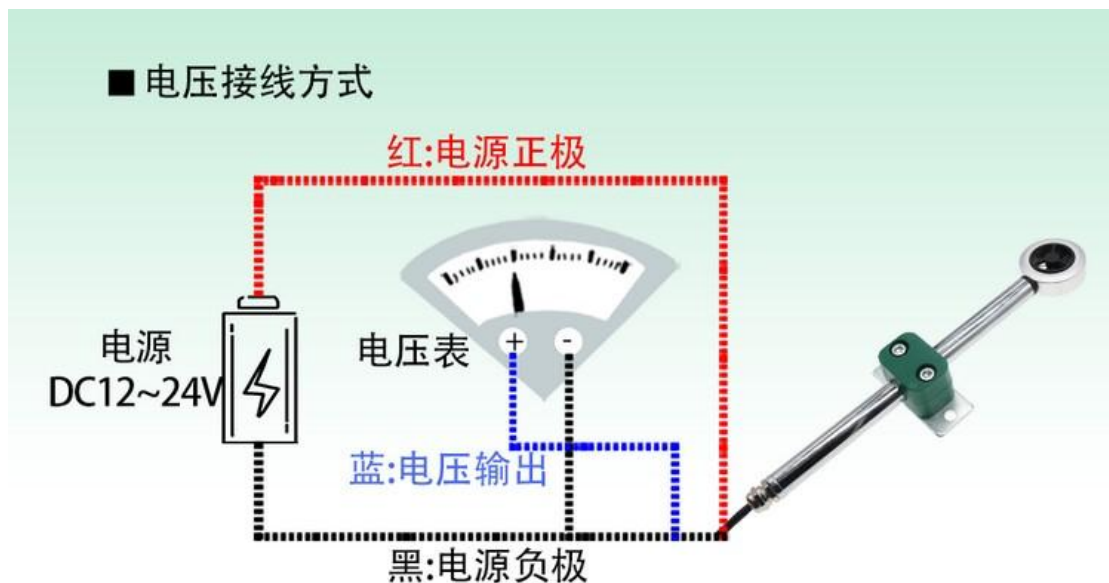 ■ 电压接线方式
红:电源正极
电源
DC12~24V
电压表
+ -
蓝:电压输出
黑:电源负极